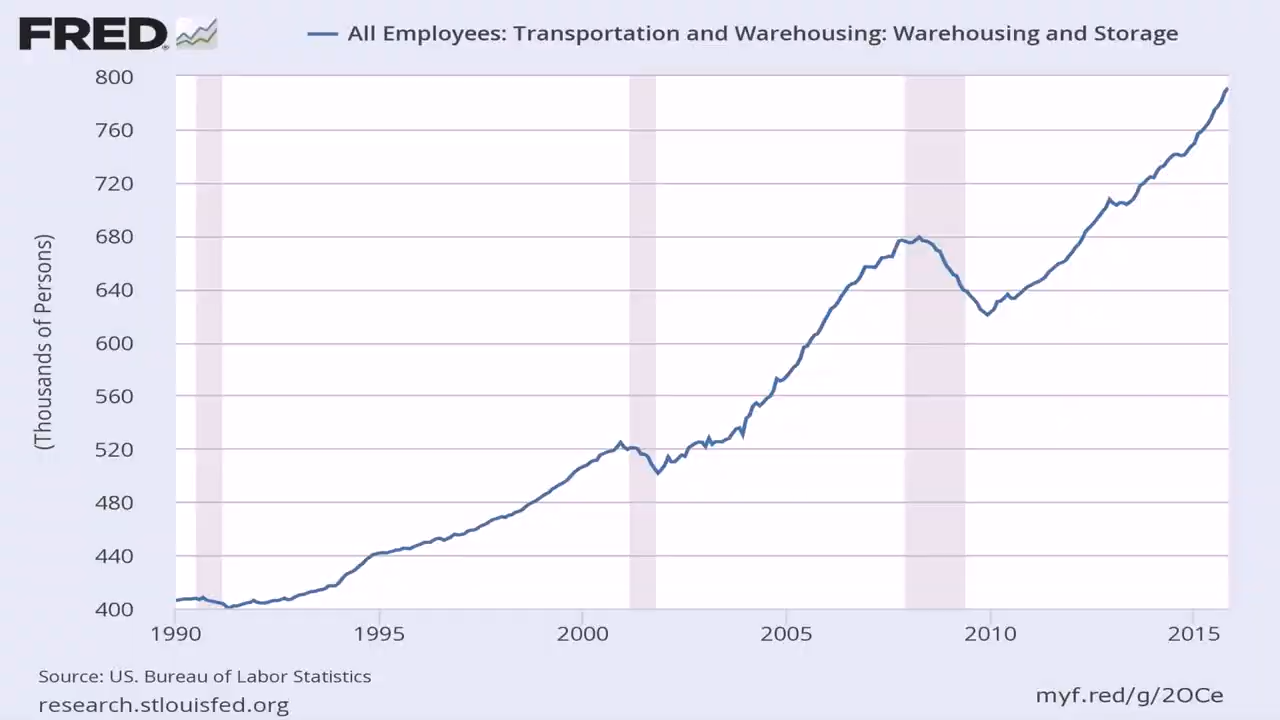 FRED
All Employees: Transportation and Warehousing: Warehousing and Storage
(Thousands of Persons)
800
760
720
680
640
600
560
520
480
440
400
1990 1995 2000 2005 2010 2015
Source: US. Bureau of Labor Statistics
research.stlouisfed.org
myf.red/g/2OCe